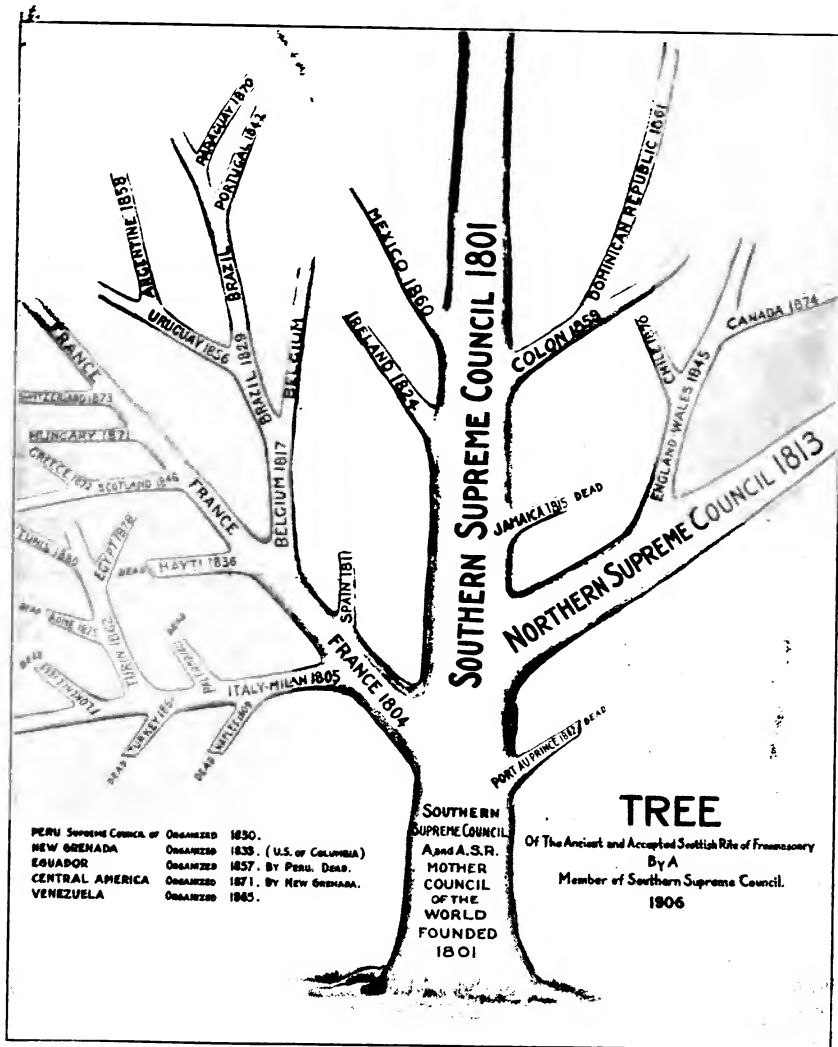 PARAGUAY 1870
PORTUGAL 1842
ARGENTINE 1858
BRAZIL
URUGUAY 1856
BRAZIL 1829
BELGIUM
BELGIUM 1817
FRANCE
SWITZERLAND 1873
HUNGARY 1871
GREECE 1872
SCOTLAND 1846
FRANCE
TUNIS 1880
EGYPT 1878
DEAD HAYTI 1836
DEAD ROME 1875
TURIN 1862
DEAD
DEAD
ITALY-MILAN 1805
DEAD TURKEY
DEAD NAPLES 1809
SPAIN 1811
FRANCE 1804
MEXICO 1860
IRELAND 1824
SOUTHERN SUPREME COUNCIL 1801
DOMINICAN REPUBLIC 1861
COLON 1859
CANADA 1874
CHILE
ENGLAND-WALES 1845
JAMAICA 1815 DEAD
NORTHERN SUPREME COUNCIL 1813
PORT AU PRINCE DEAD
PERU SUPREME COUNCIL OF ORGANIZED 1830.
NEW GRENADA ORGANIZED 1833. (U.S. OF COLUMBIA)
EGUADOR ORGANIZED 1857. BY PERU. DEAD.
CENTRAL AMERICA ORGANIZED 1871. BY NEW GRENADA.
VENEZUELA ORGANIZED 1865.
SOUTHERN
SUPREME COUNCIL
A. and A.S.R.
MOTHER
COUNCIL
OF THE
WORLD
FOUNDED
1801
TREE
Of The Ancient and Accepted Scottish Rite of Freemasonry
By A
Member of Southern Supreme Council.
1906